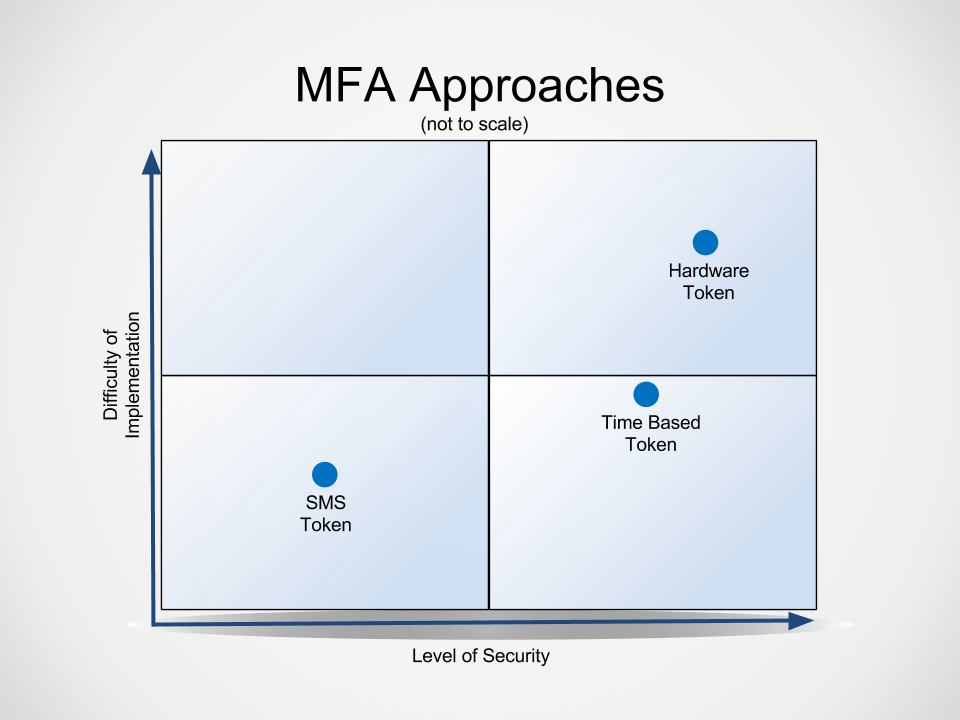 MFA Approaches
(not to scale)
Difficulty of
Implementation
Hardware
Token
Time Based
Token
SMS
Token
Level of Security